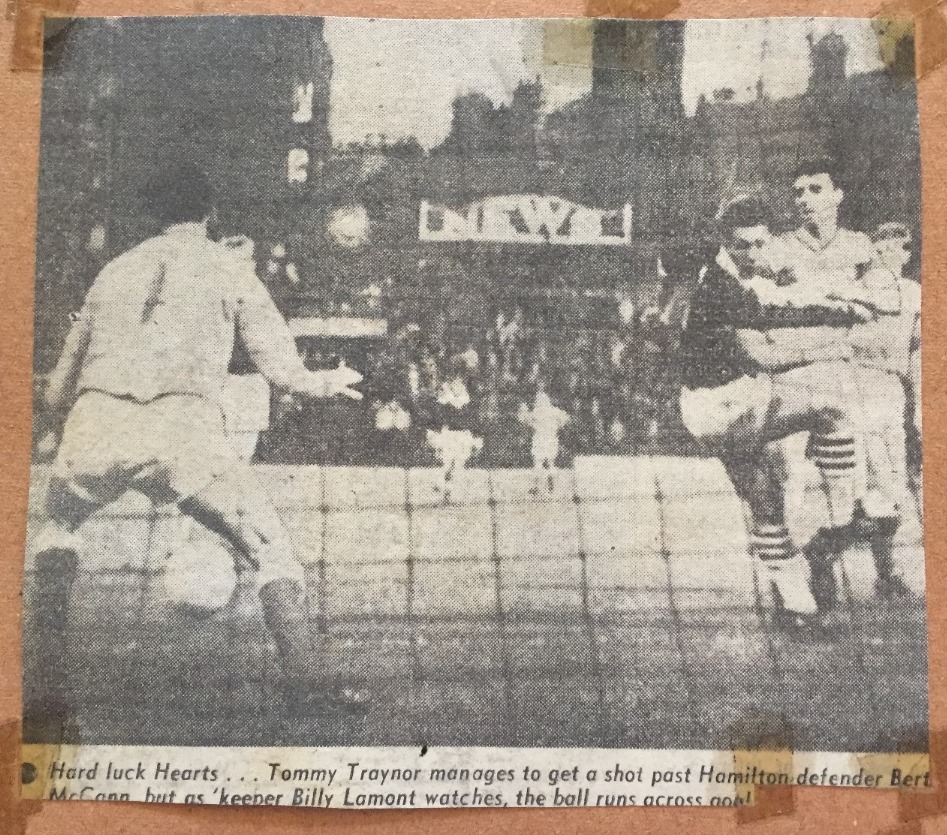 NEWS
Hard luck Hearts . . . Tommy Traynor manages to get a shot past Hamilton defender Bert
McCann, but as 'keeper Billy Lamont watches, the ball runs across goal